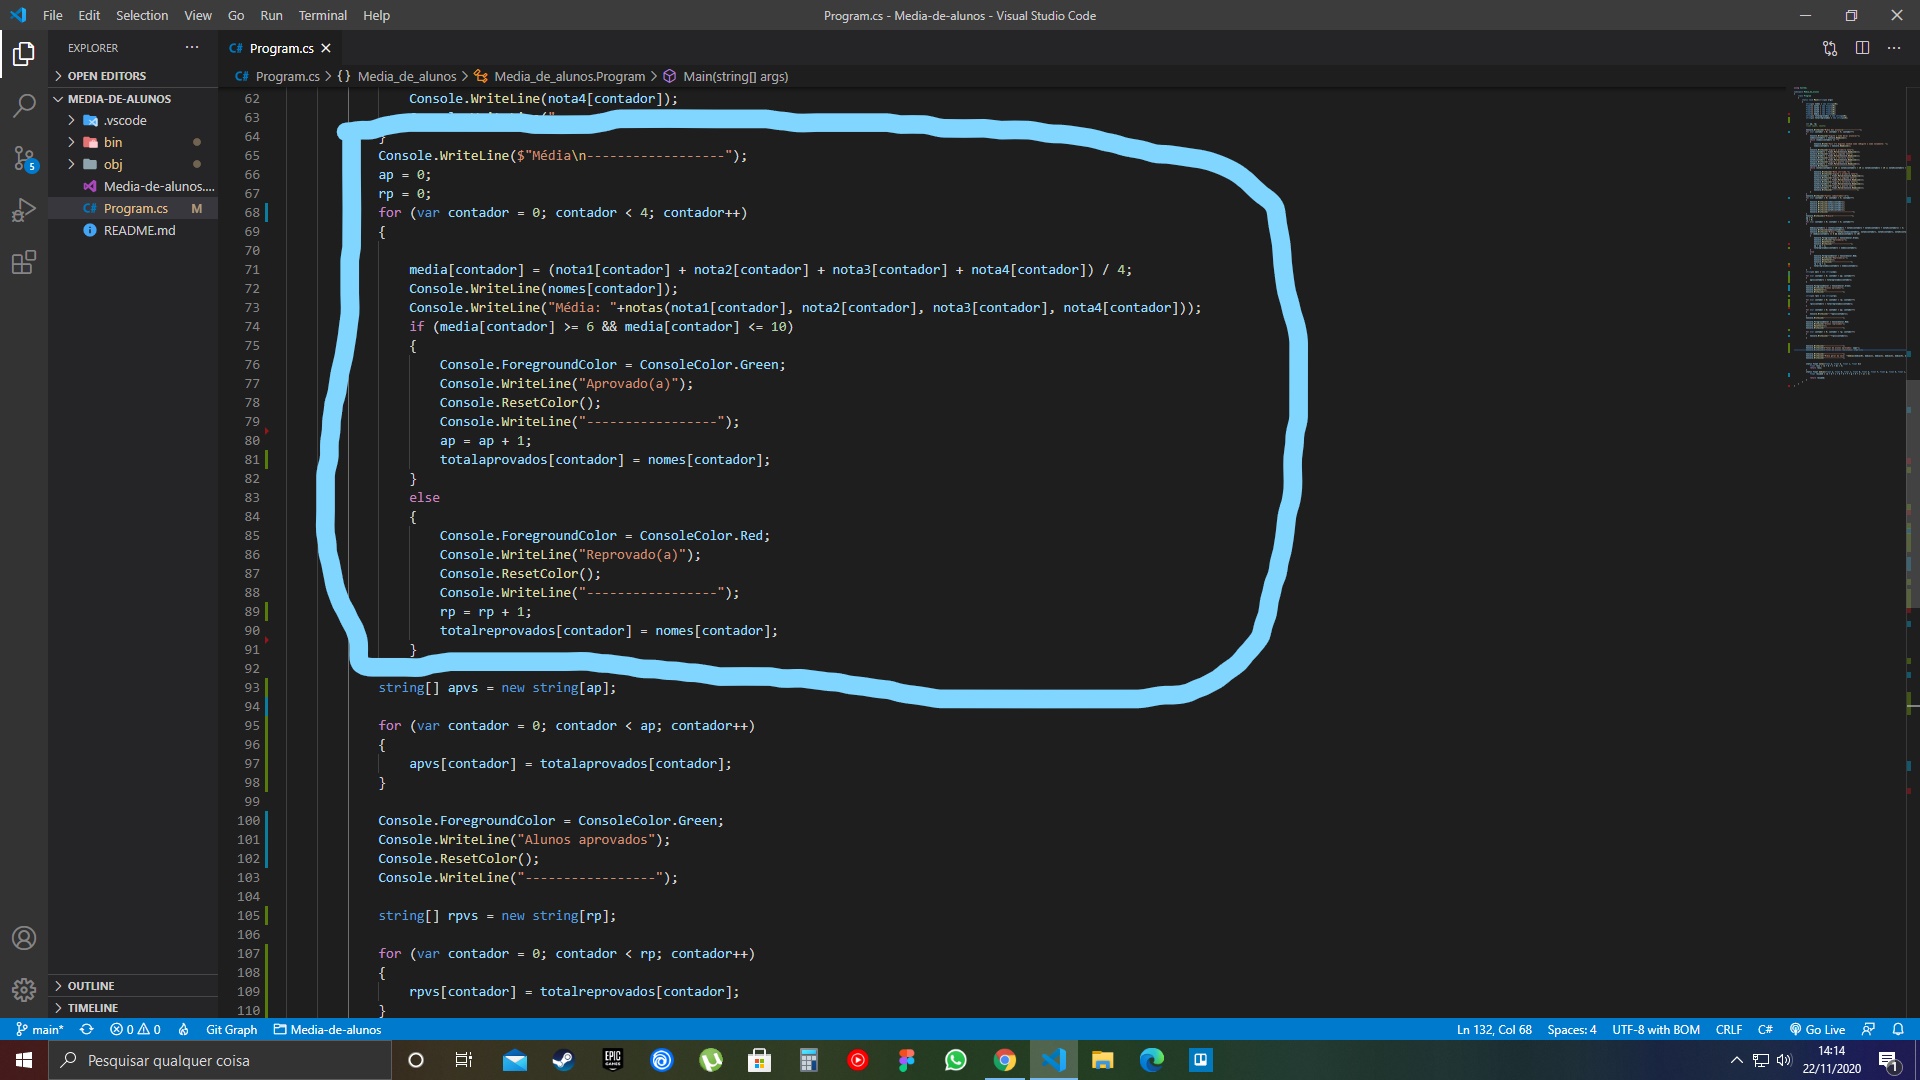 File Edit Selection View Go Run Terminal Help
Program.cs - Media-de-alunos - Visual Studio Code
EXPLORER
OPEN EDITORS
MEDIA-DE-ALUNOS
.vscode
bin
obj
Media-de-alunos....
C# Program.cs M
README.md
OUTLINE
TIMELINE
5
C# Program.cs
C# Program.cs > {} Media_de_alunos > Media_de_alunos.Program > Main(string[] args)
62 Console.WriteLine(nota4[contador]);
63
64 }
65 Console.WriteLine($"Média\n------------------");
66 ap = 0;
67 rp = 0;
68 for (var contador = 0; contador < 4; contador++)
69 {
70
71 media[contador] = (nota1[contador] + nota2[contador] + nota3[contador] + nota4[contador]) / 4;
72 Console.WriteLine(nomes[contador]);
73 Console.WriteLine("Média: "+notas(nota1[contador], nota2[contador], nota3[contador], nota4[contador]));
74 if (media[contador] >= 6 && media[contador] <= 10)
75 {
76 Console.ForegroundColor = ConsoleColor.Green;
77 Console.WriteLine("Aprovado(a)");
78 Console.ResetColor();
79 Console.WriteLine("-----------------");
80 ap = ap + 1;
81 totalaprovados[contador] = nomes[contador];
82 }
83 else
84 {
85 Console.ForegroundColor = ConsoleColor.Red;
86 Console.WriteLine("Reprovado(a)");
87 Console.ResetColor();
88 Console.WriteLine("-----------------");
89 rp = rp + 1;
90 totalreprovados[contador] = nomes[contador];
91 }
92
93 string[] apvs = new string[ap];
94
95 for (var contador = 0; contador < ap; contador++)
96 {
97 apvs[contador] = totalaprovados[contador];
98 }
99
100 Console.ForegroundColor = ConsoleColor.Green;
101 Console.WriteLine("Alunos aprovados");
102 Console.ResetColor();
103 Console.WriteLine("-----------------");
104
105 string[] rpvs = new string[rp];
106
107 for (var contador = 0; contador < rp; contador++)
108 {
109 rpvs[contador] = totalreprovados[contador];
110 }
main* 0 0 Git Graph Media-de-alunos
Ln 132, Col 68 Spaces: 4 UTF-8 with BOM CRLF C# Go Live
Pesquisar qualquer coisa
EPIC GAMES
14:14
22/11/2020
1